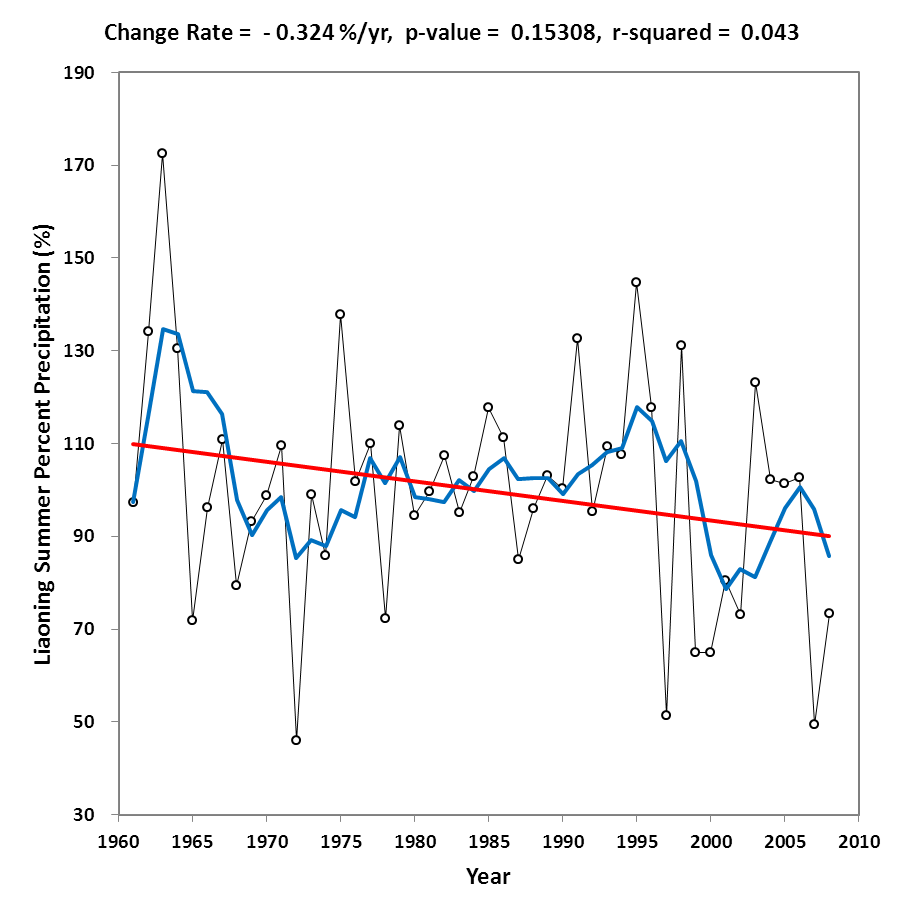 Change Rate = - 0.324 %/yr, p-value = 0.15308, r-squared = 0.043
190
170
150
130
110
90
70
50
30
Liaoning Summer Percent Precipitation (%)
1960 1965 1970 1975 1980 1985 1990 1995 2000 2005 2010
Year